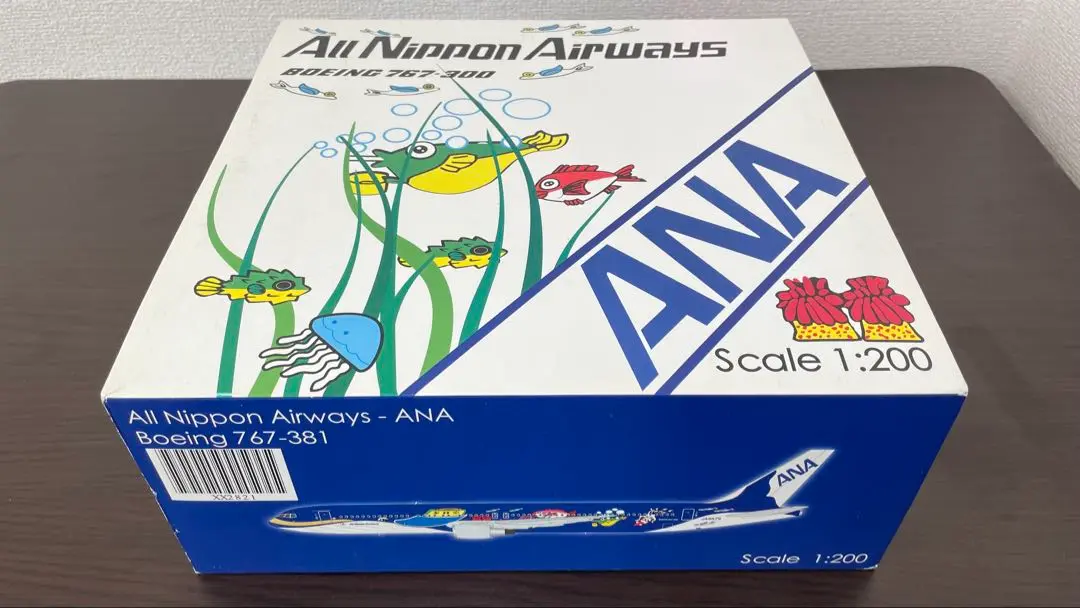 All Nippon Airways
BOEING 767-300
ANA
Scale 1:200
All Nippon Airways - ANA
Boeing 767-381
XX2821
ANA
Scale 1:200